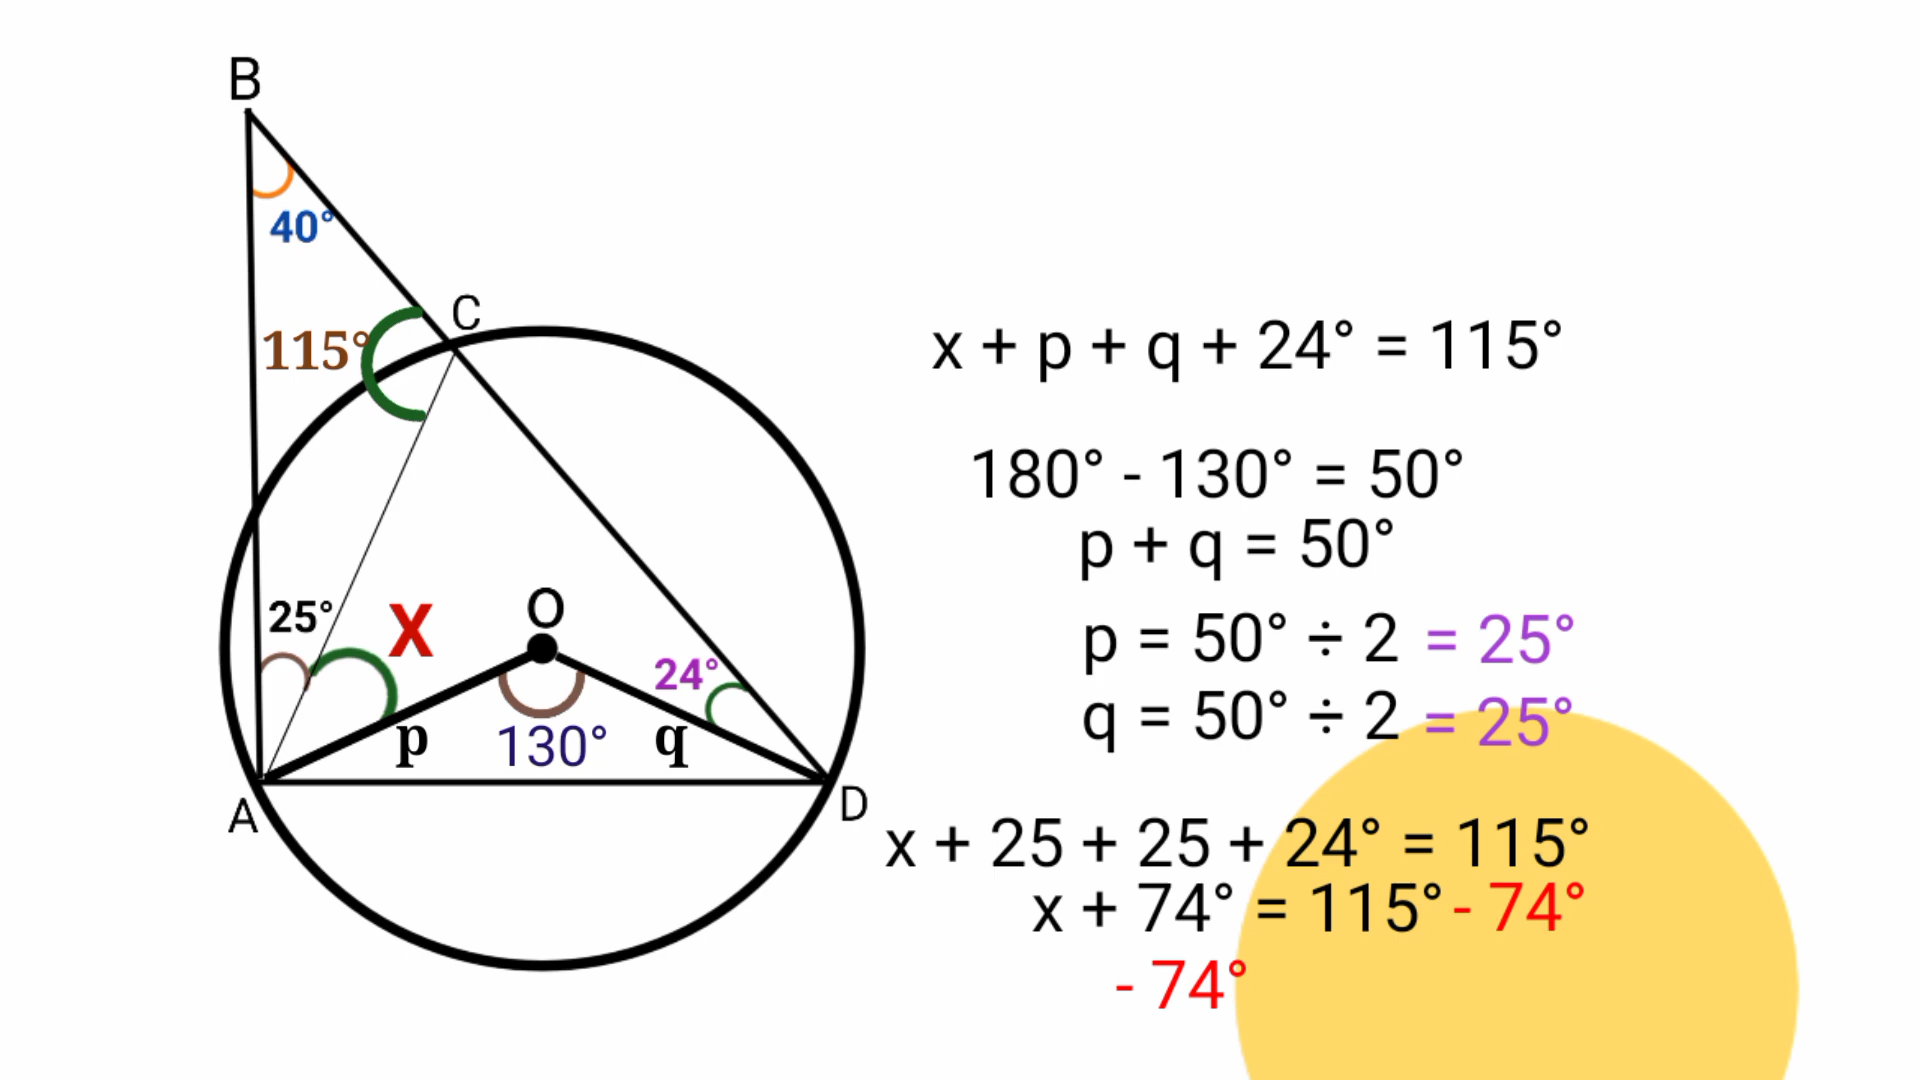 B
40°
C
115°
25°
X
O
24°
p
130°
q
A
D
x + p + q + 24° = 115°
180° - 130° = 50°
p + q = 50°
p = 50° ÷ 2 = 25°
q = 50° ÷ 2 = 25°
x + 25 + 25 + 24° = 115°
x + 74° = 115° - 74°
- 74°